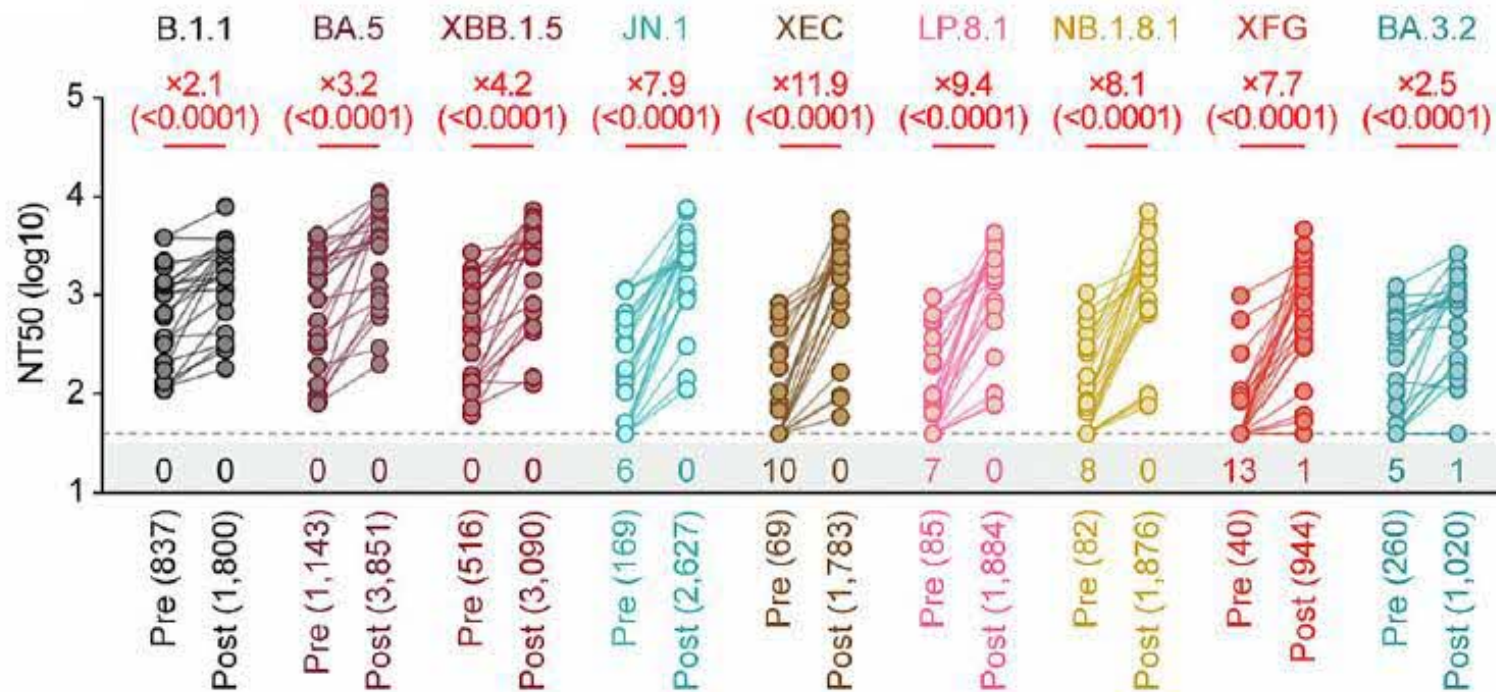 B.1.1 BA.5 XBB.1.5 JN.1 XEC LP.8.1 NB.1.8.1 XFG BA.3.2
×2.1 ×3.2 ×4.2 ×7.9 ×11.9 ×9.4 ×8.1 ×7.7 ×2.5
(<0.0001) (<0.0001) (<0.0001) (<0.0001) (<0.0001) (<0.0001) (<0.0001) (<0.0001) (<0.0001)
NT50 (log10)
5
4
3
2
1
0 0 0 0 0 0 6 0 10 0 7 0 8 0 13 1 5 1
Pre (837)
Post (1,800)
Pre (1,143)
Post (3,851)
Pre (516)
Post (3,090)
Pre (169)
Post (2,627)
Pre (69)
Post (1,783)
Pre (85)
Post (1,884)
Pre (82)
Post (1,876)
Pre (40)
Post (944)
Pre (260)
Post (1,020)